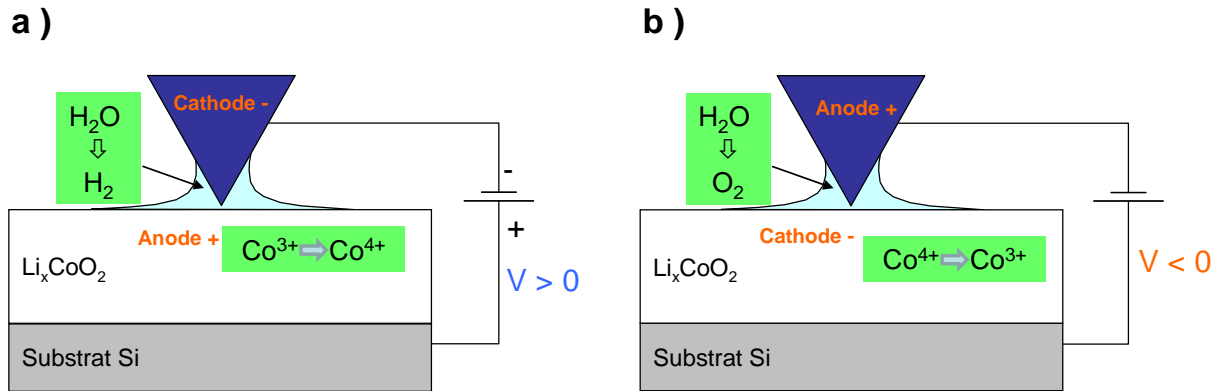 a )
Cathode -
H₂O
⇩
H₂
-
+
Anode +
Co³⁺ ⇨ Co⁴⁺
LiₓCoO₂
V > 0
Substrat Si
b )
Anode +
H₂O
⇩
O₂
Cathode -
Co⁴⁺ ⇨ Co³⁺
LiₓCoO₂
V < 0
Substrat Si